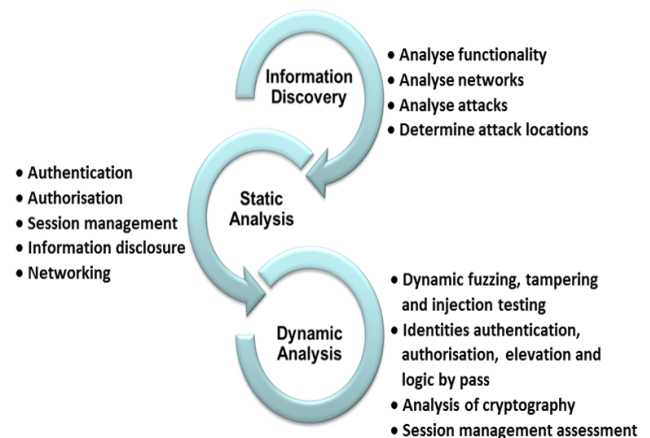 Information
Discovery
• Analyse functionality
• Analyse networks
• Analyse attacks
• Determine attack locations
Static
Analysis
• Authentication
• Authorisation
• Session management
• Information disclosure
• Networking
Dynamic
Analysis
• Dynamic fuzzing, tampering
and injection testing
• Identities authentication,
authorisation, elevation and
logic by pass
• Analysis of cryptography
• Session management assessment